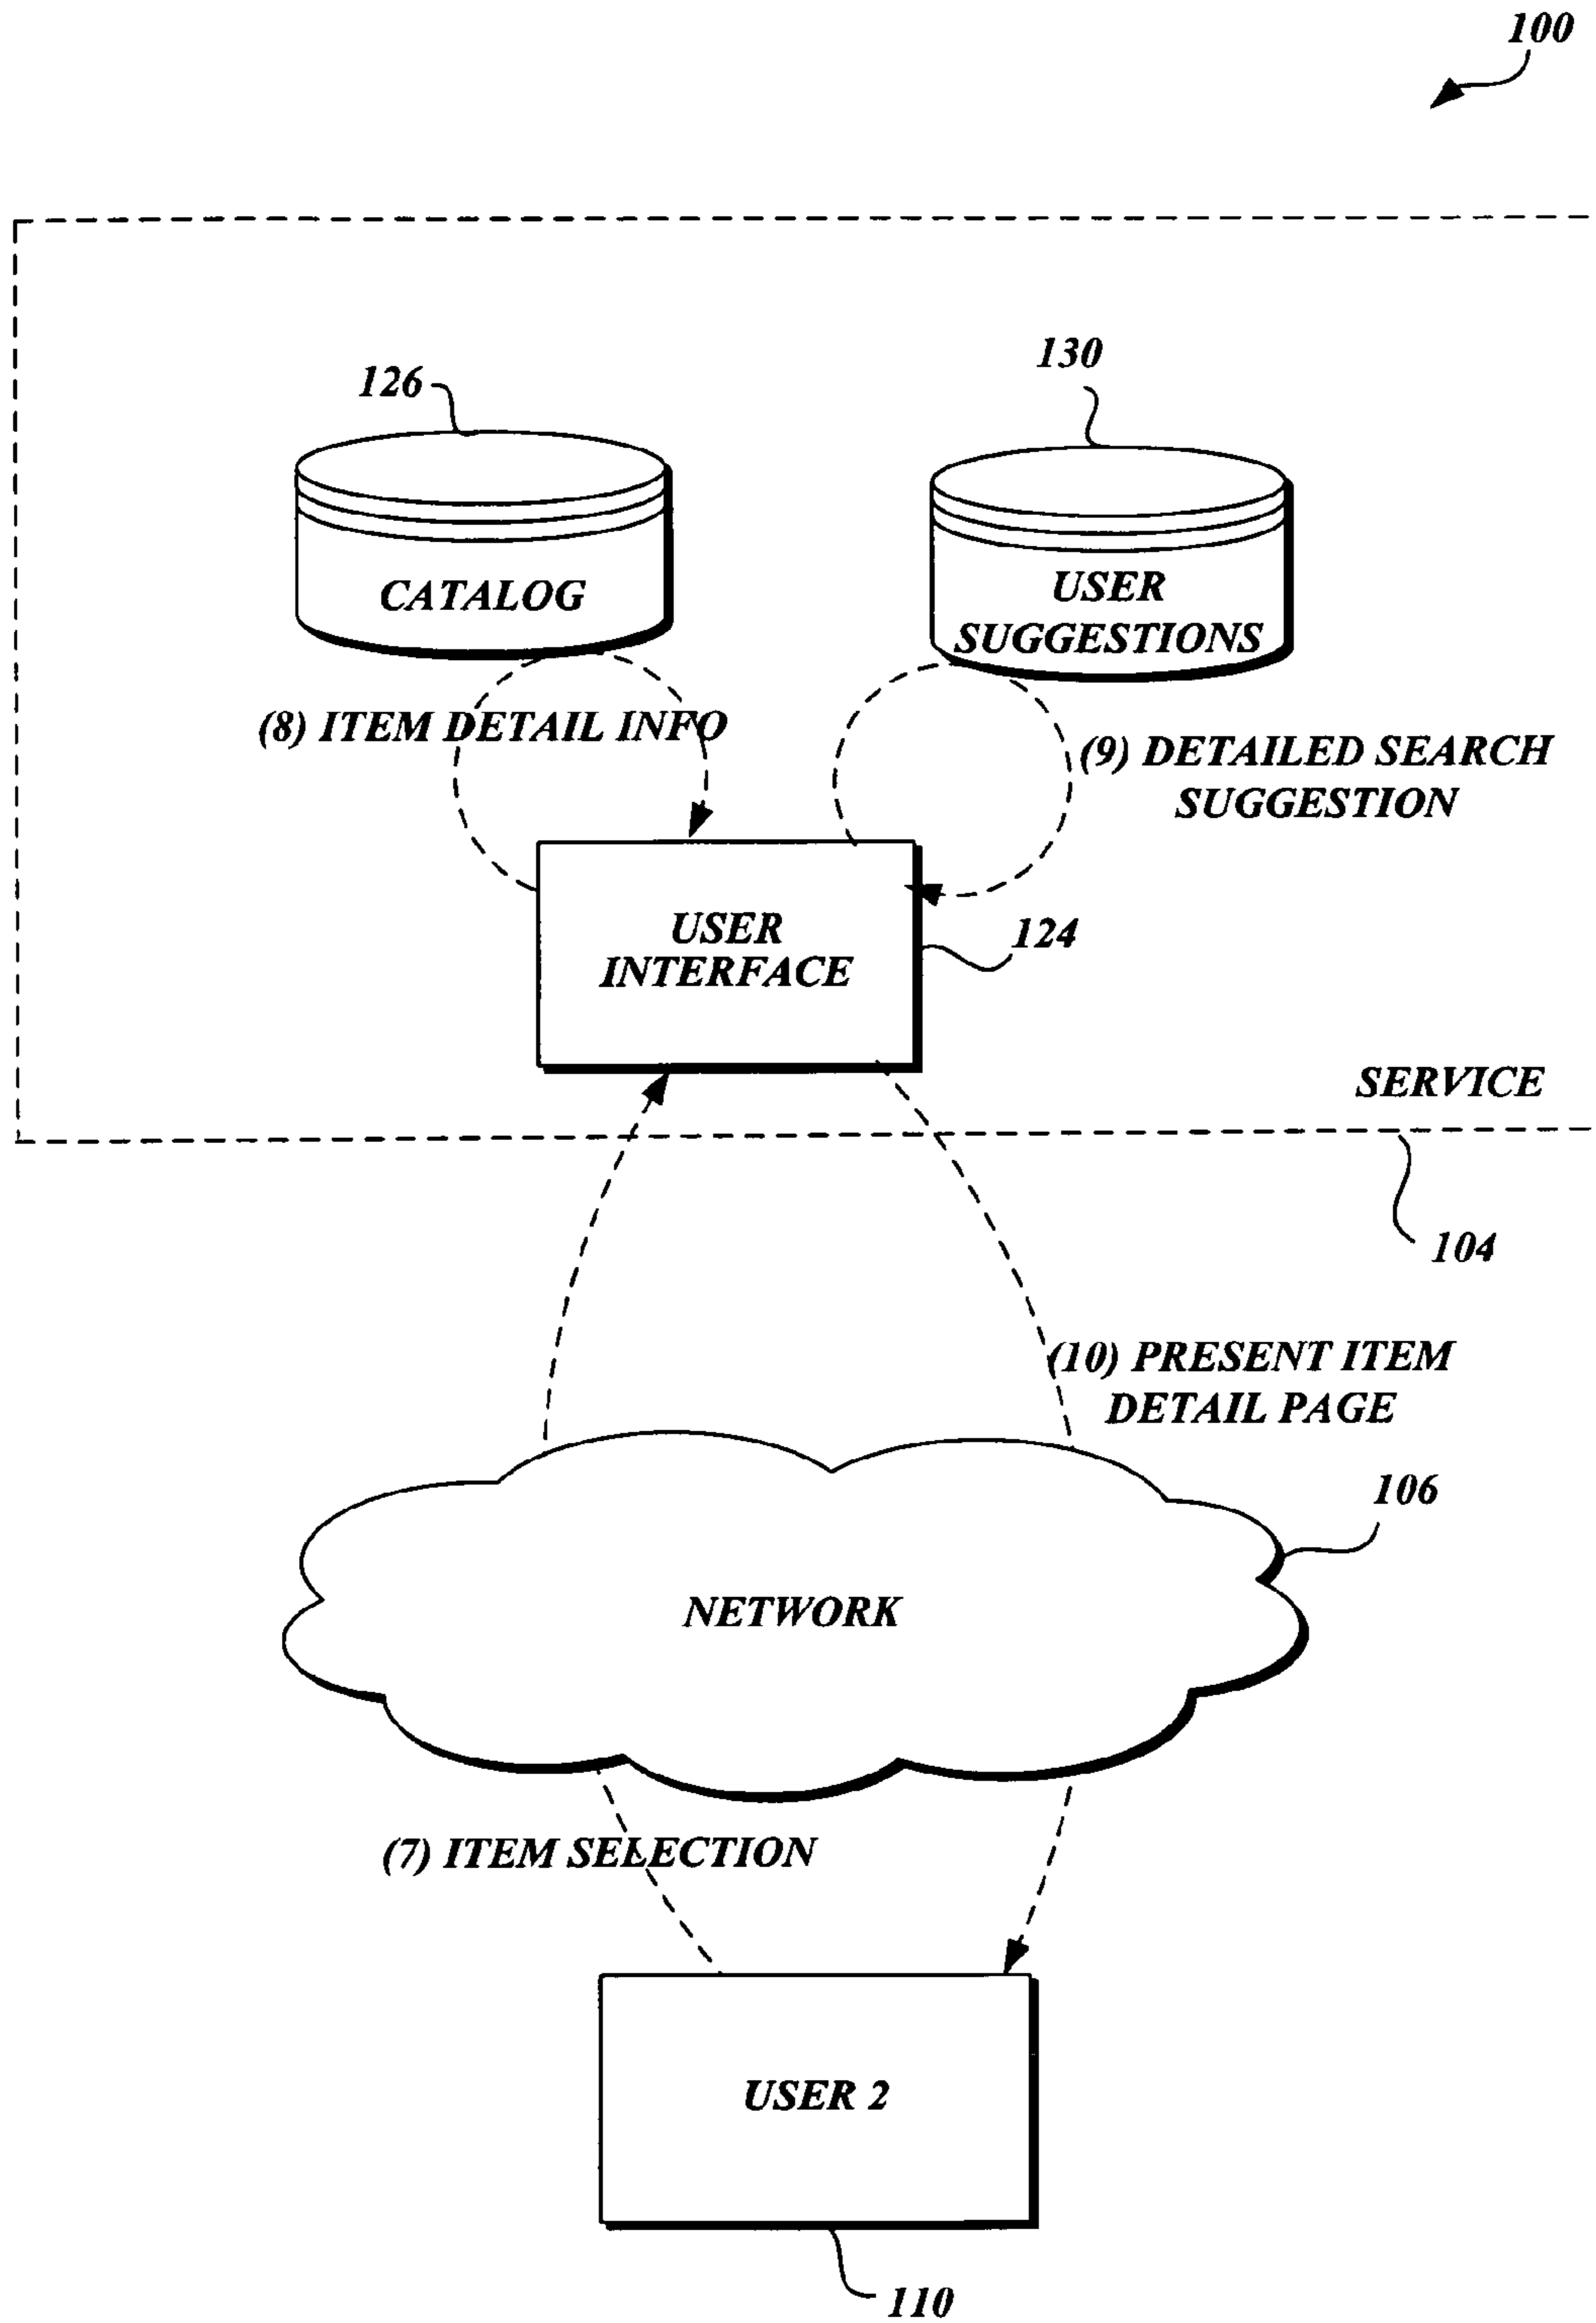 100
130
126
CATALOG
USER
SUGGESTIONS
(8) ITEM DETAIL INFO
(9) DETAILED SEARCH
SUGGESTION
USER
INTERFACE
124
SERVICE
104
(10) PRESENT ITEM
DETAIL PAGE
106
NETWORK
(7) ITEM SELECTION
USER 2
110